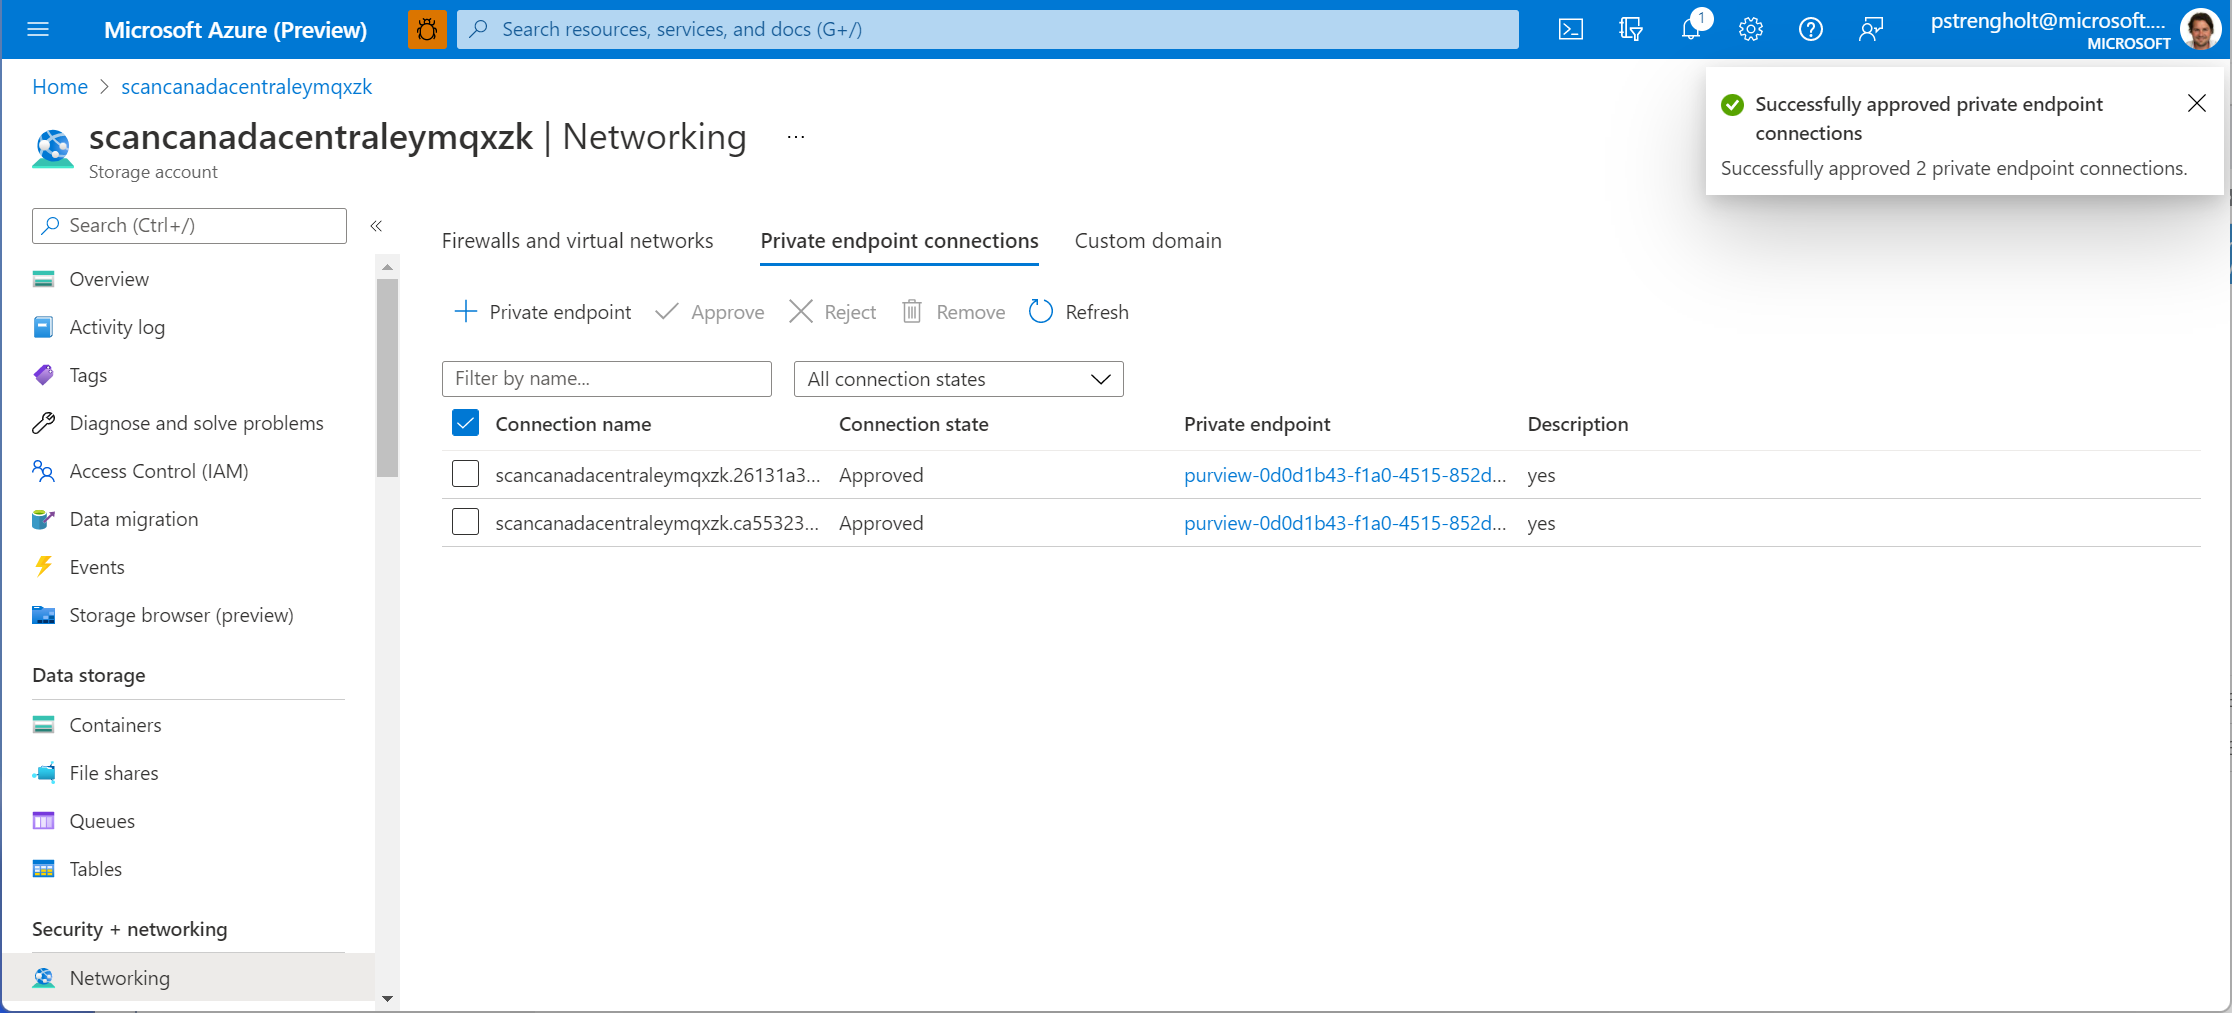 Microsoft Azure (Preview)
Search resources, services, and docs (G+/)
1
pstrengholt@microsoft....
MICROSOFT
Home > scancanadacentraleymqxzk
scancanadacentraleymqxzk | Networking ...
Storage account
Successfully approved private endpoint
connections
Successfully approved 2 private endpoint connections.
Search (Ctrl+/)
«
Overview
Activity log
Tags
Diagnose and solve problems
Access Control (IAM)
Data migration
Events
Storage browser (preview)
Data storage
Containers
File shares
Queues
Tables
Security + networking
Networking
Firewalls and virtual networks Private endpoint connections Custom domain
Private endpoint Approve Reject Remove Refresh
Filter by name... All connection states
Connection name Connection state Private endpoint Description
scancanadacentraleymqxzk.26131a3... Approved purview-0d0d1b43-f1a0-4515-852d... yes
scancanadacentraleymqxzk.ca55323... Approved purview-0d0d1b43-f1a0-4515-852d... yes